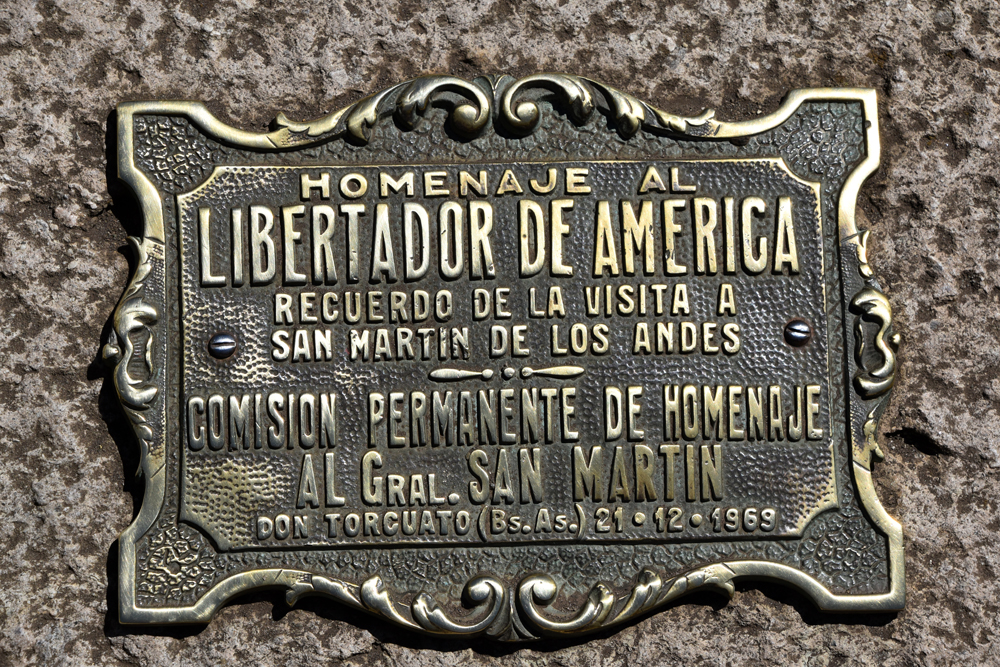 HOMENAJE AL
LIBERTADOR DE AMERICA
RECUERDO DE LA VISITA A
SAN MARTIN DE LOS ANDES
COMISION PERMANENTE DE HOMENAJE
AL GRAL. SAN MARTIN
DON TORCUATO (Bs. As.) 21 • 12 • 1969